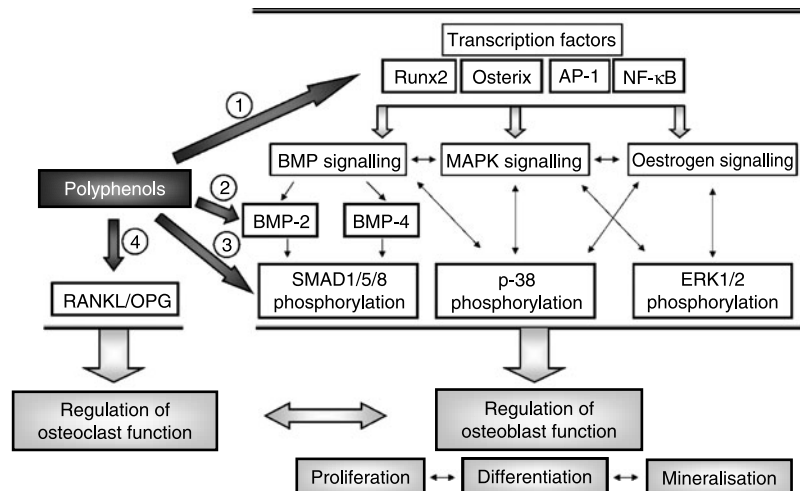 Transcription factors
Runx2
Osterix
AP-1
NF-κB
1
BMP signalling
MAPK signalling
Oestrogen signalling
Polyphenols
2
BMP-2
BMP-4
4
3
RANKL/OPG
SMAD1/5/8
phosphorylation
p-38
phosphorylation
ERK1/2
phosphorylation
Regulation of
osteoclast function
Regulation of
osteoblast function
Proliferation
Differentiation
Mineralisation